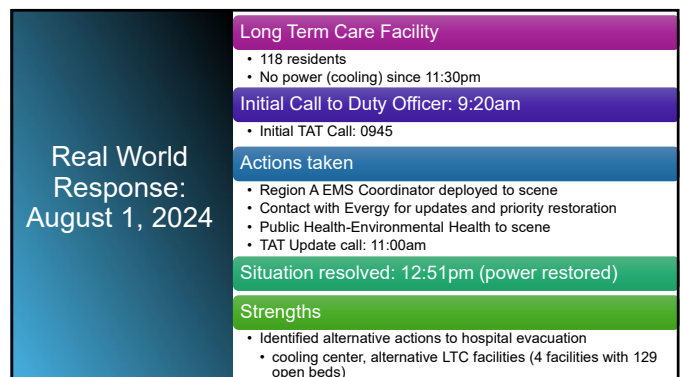 Real World
Response:
August 1, 2024
Long Term Care Facility
• 118 residents
• No power (cooling) since 11:30pm
Initial Call to Duty Officer: 9:20am
• Initial TAT Call: 0945
Actions taken
• Region A EMS Coordinator deployed to scene
• Contact with Evergy for updates and priority restoration
• Public Health-Environmental Health to scene
• TAT Update call: 11:00am
Situation resolved: 12:51pm (power restored)
Strengths
• Identified alternative actions to hospital evacuation
• cooling center, alternative LTC facilities (4 facilities with 129
open beds)